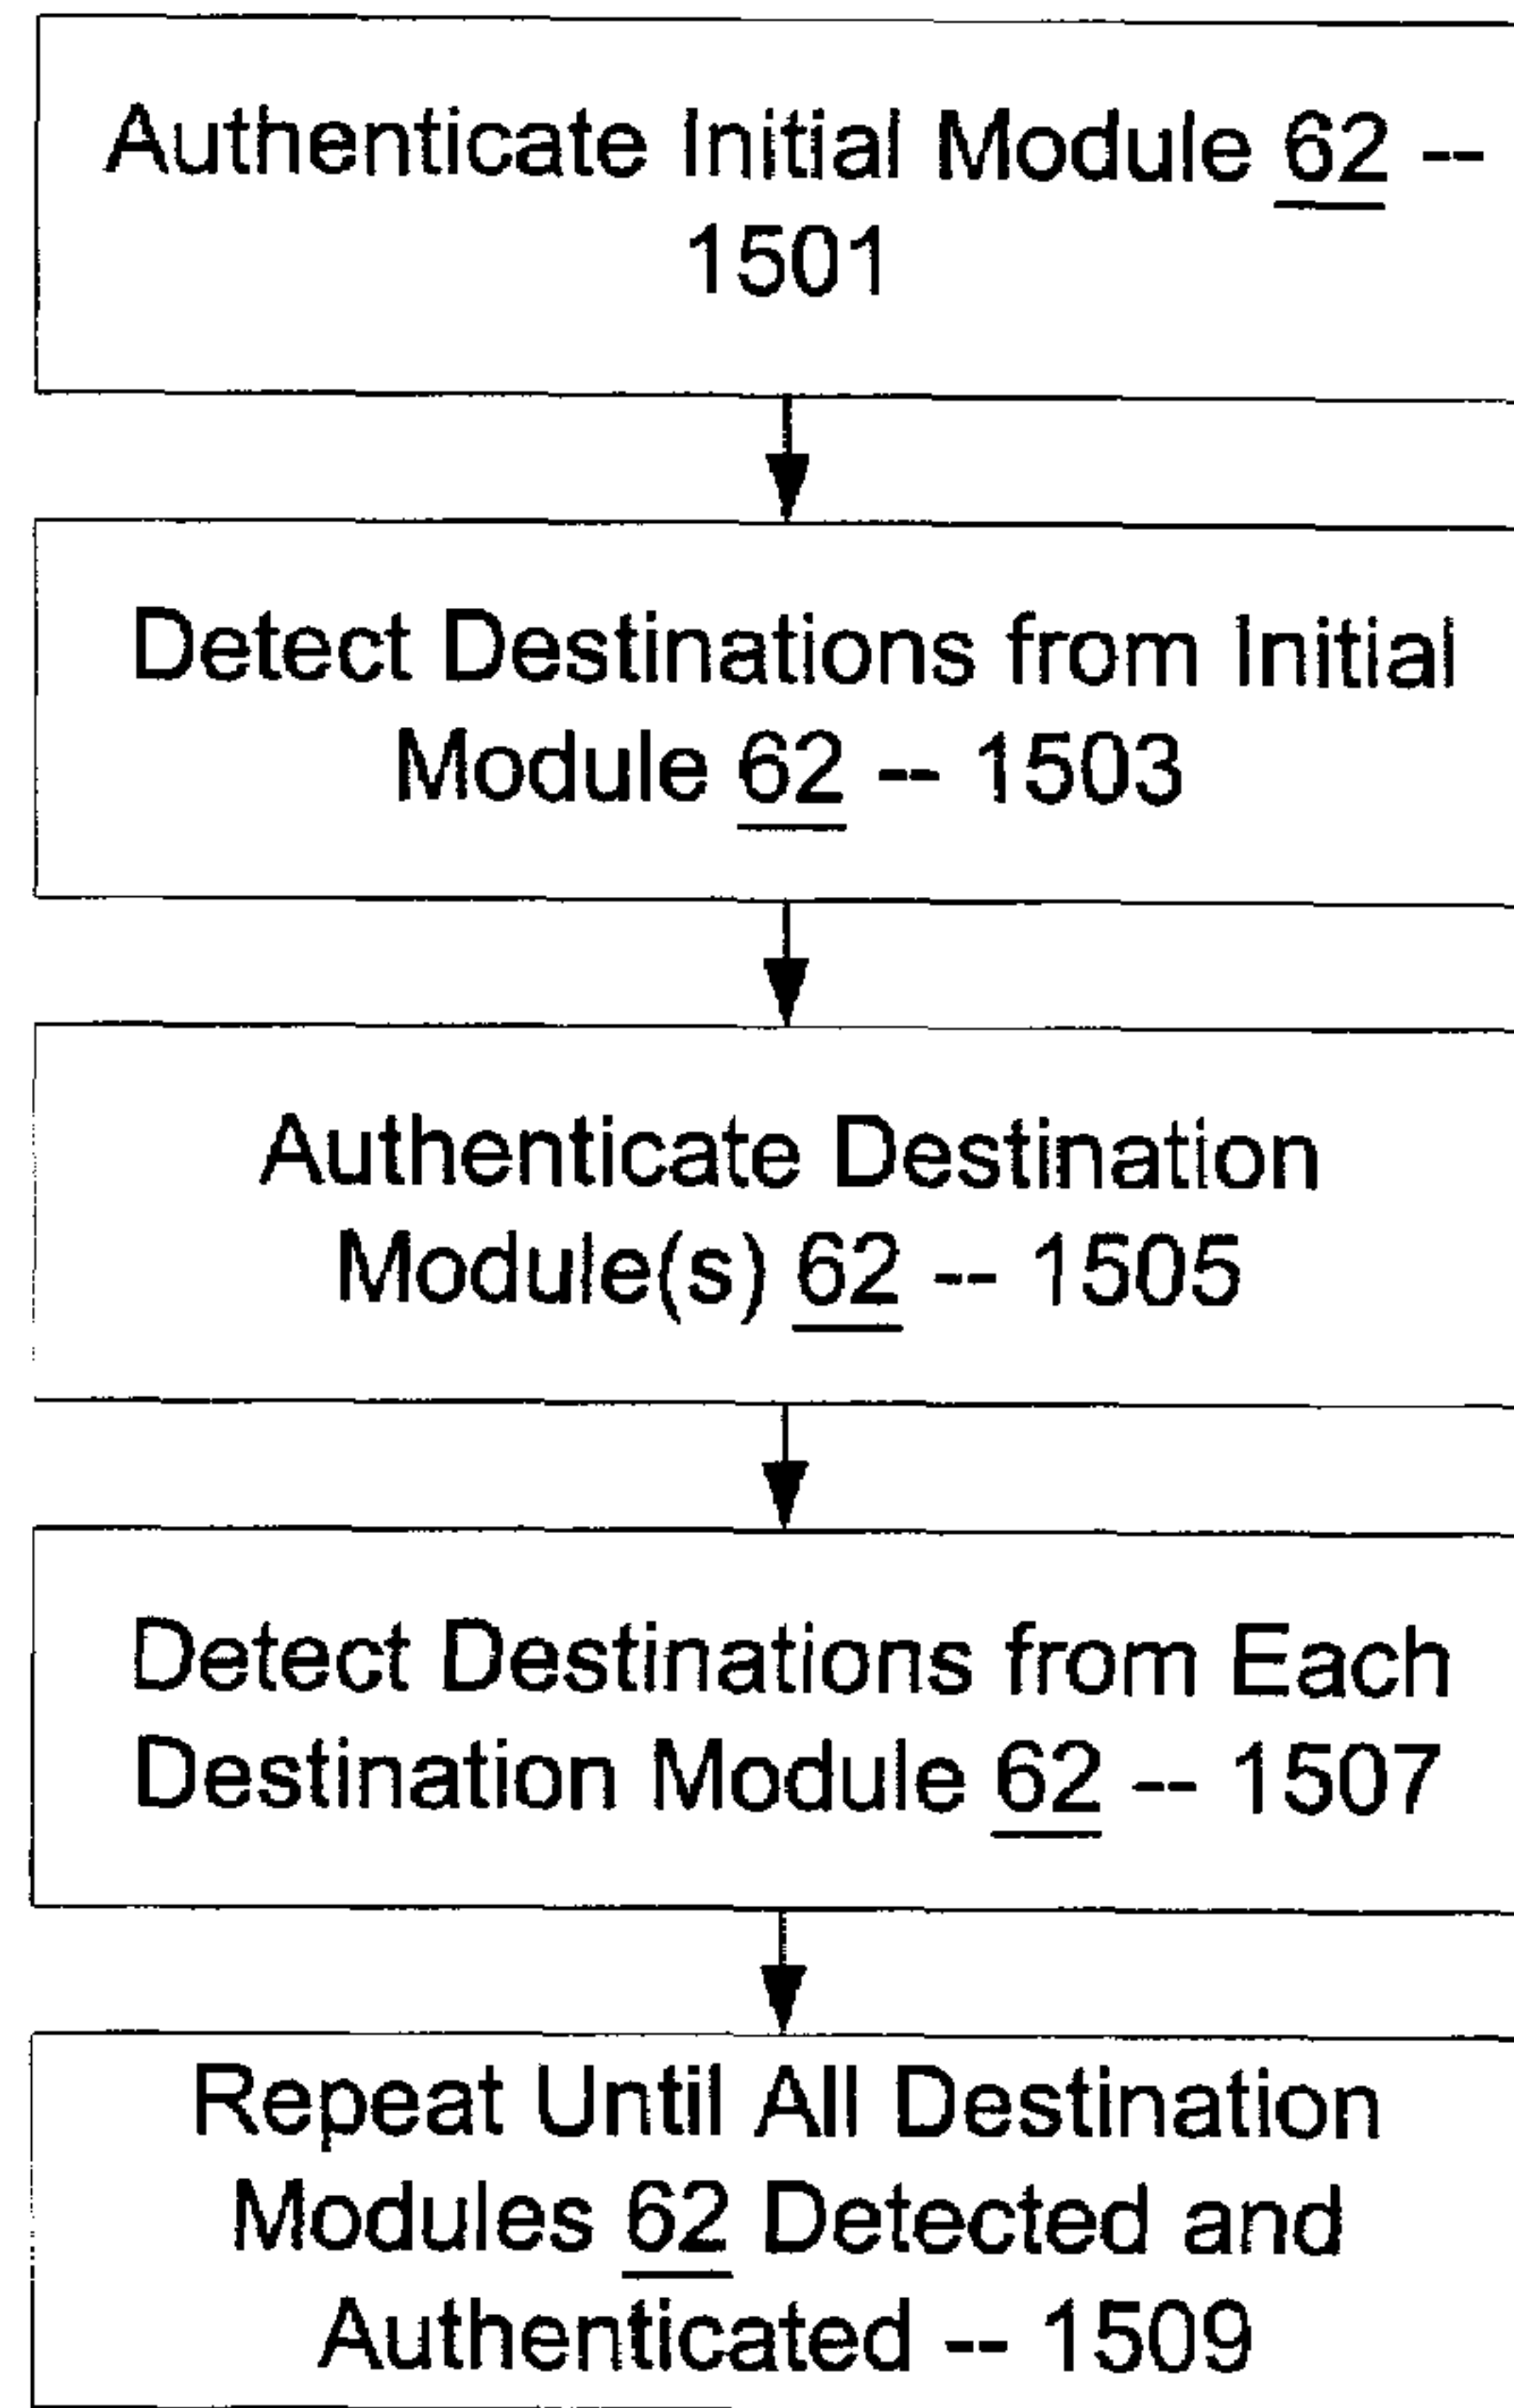 Authenticate Initial Module 62 --
1501
Detect Destinations from Initial
Module 62 -- 1503
Authenticate Destination
Module(s) 62 -- 1505
Detect Destinations from Each
Destination Module 62 -- 1507
Repeat Until All Destination
Modules 62 Detected and
Authenticated -- 1509